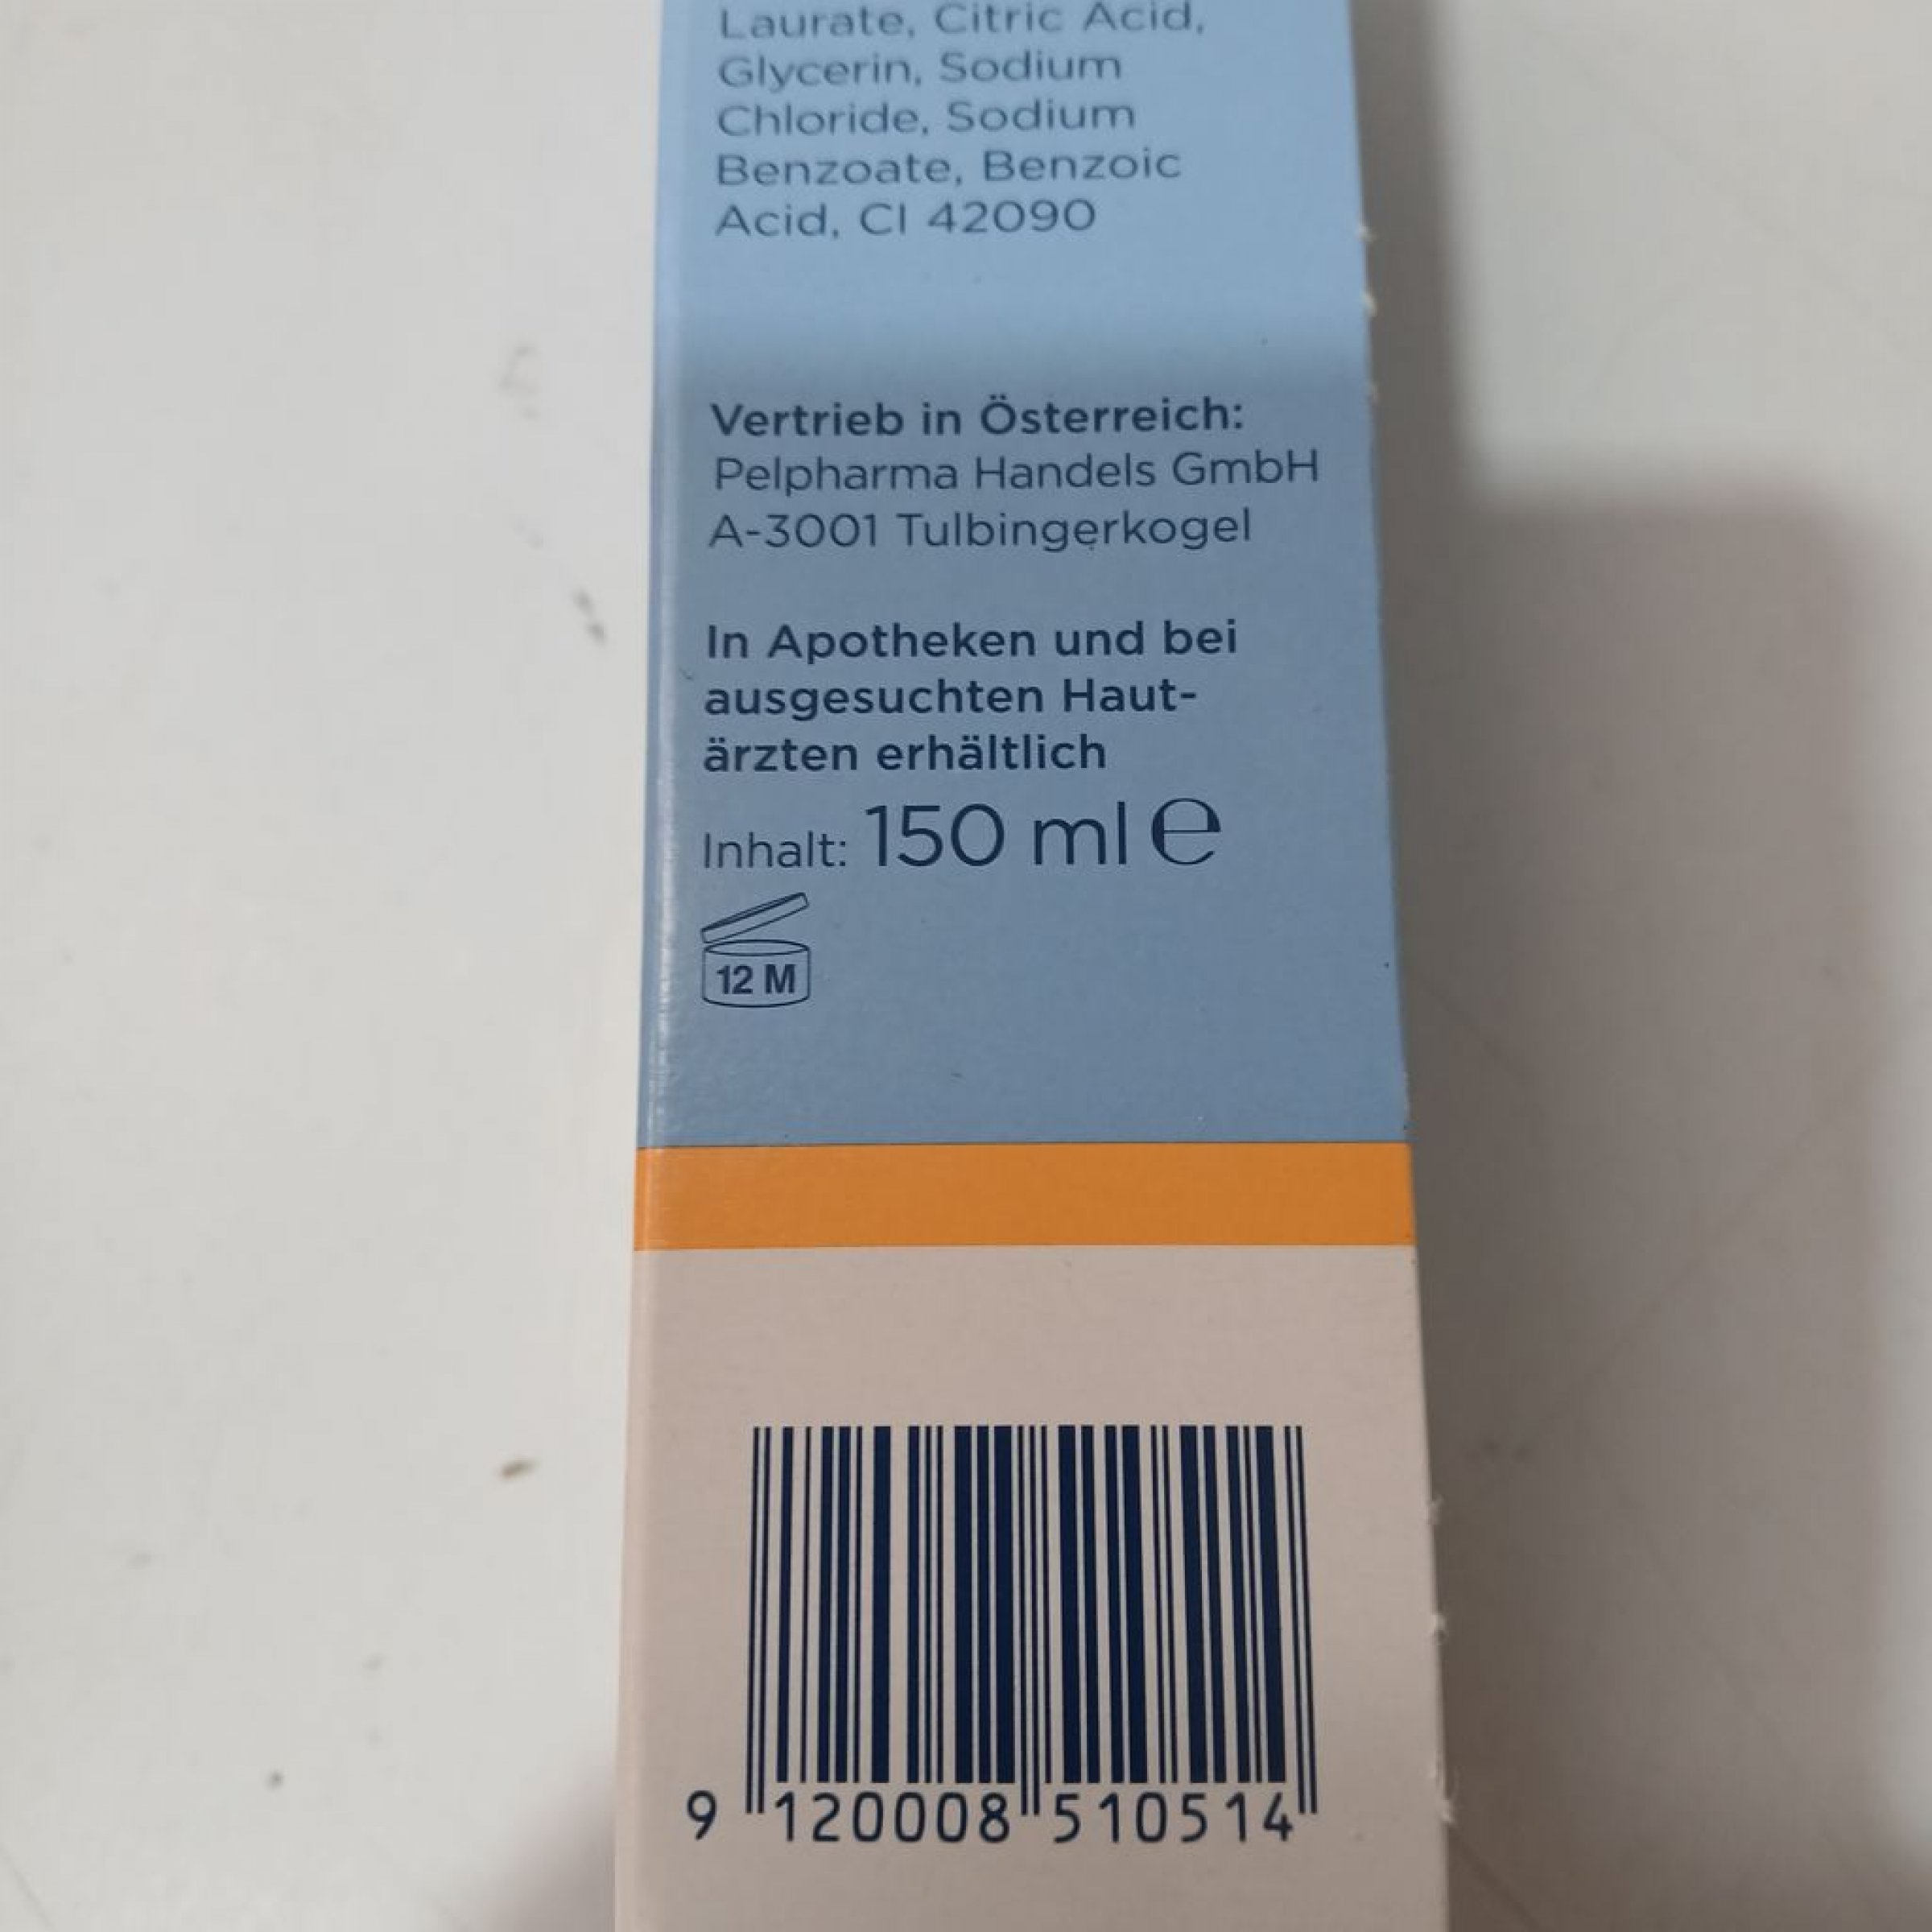 Laurate, Citric Acid,
Glycerin, Sodium
Chloride, Sodium
Benzoate, Benzoic
Acid, CI 42090
Vertrieb in Österreich:
Pelpharma Handels GmbH
A-3001 Tulbingerkogel
In Apotheken und bei
ausgesuchten Haut-
ärzten erhältlich
Inhalt: 150 ml ℮
12 M
9 120008 510514